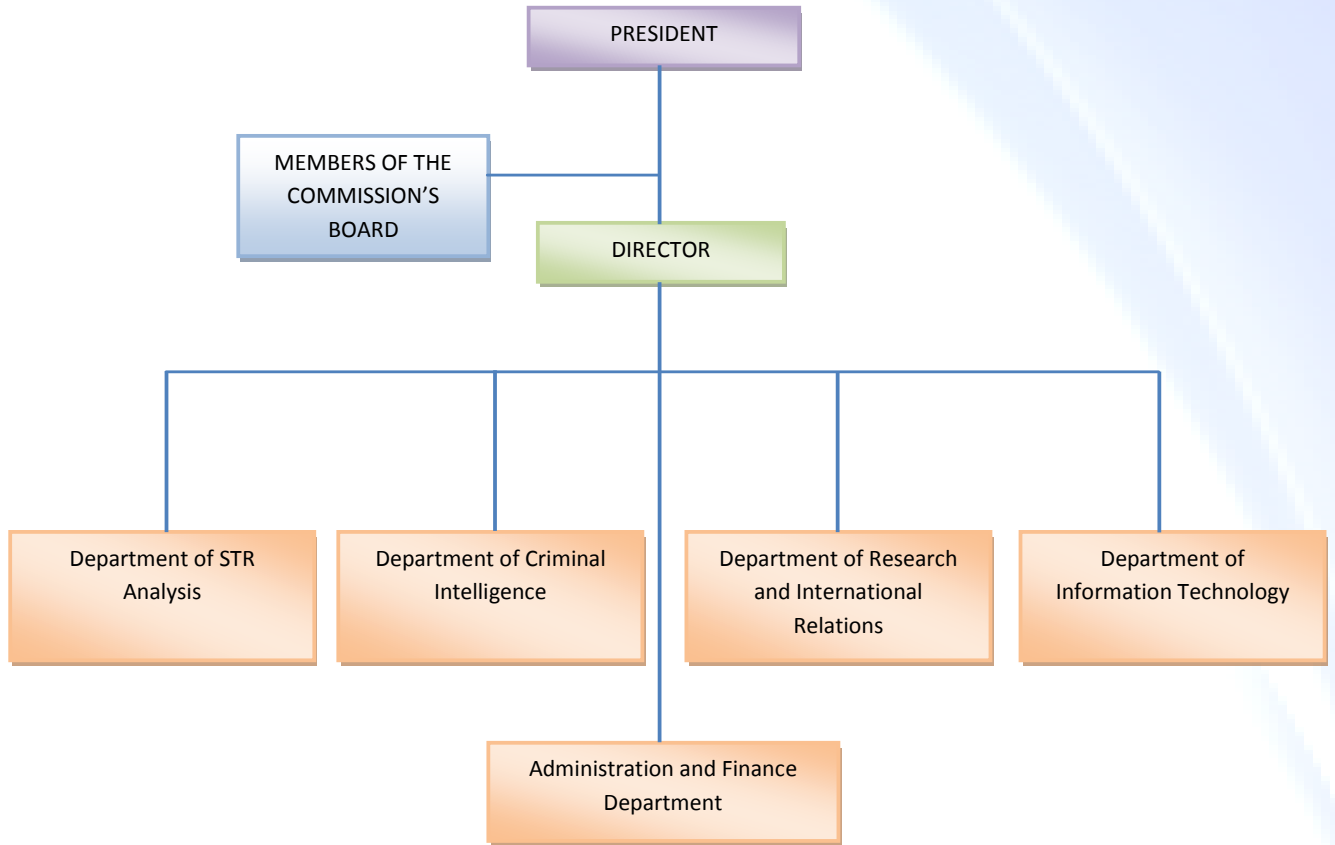 PRESIDENT
MEMBERS OF THE
COMMISSION’S
BOARD
DIRECTOR
Department of STR
Analysis
Department of Criminal
Intelligence
Department of Research
and International
Relations
Department of
Information Technology
Administration and Finance
Department